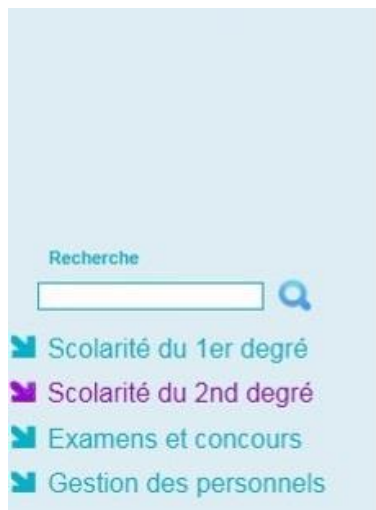 Recherche
Scolarité du 1er degré
Scolarité du 2nd degré
Examens et concours
Gestion des personnels